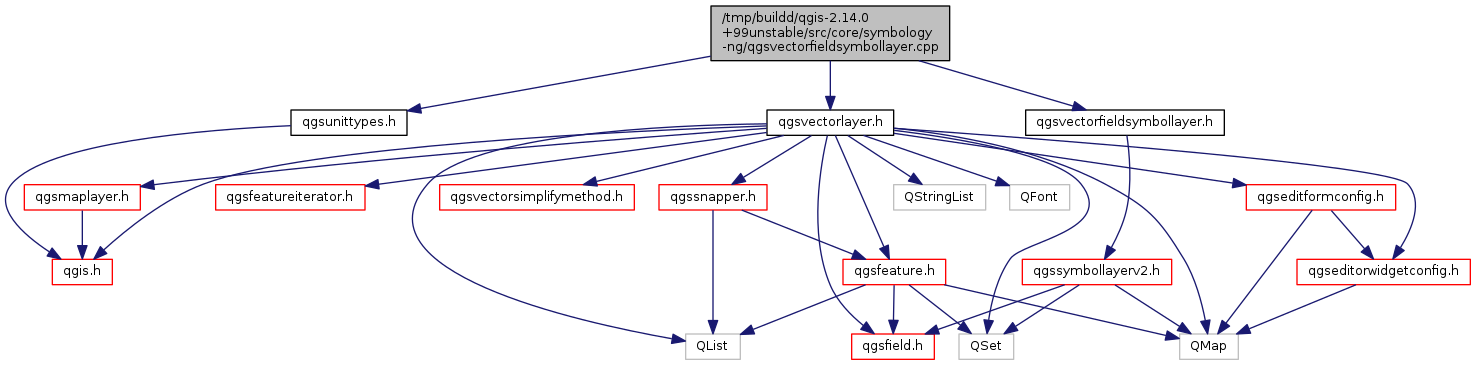 /tmp/buildd/qgis-2.14.0
+99unstable/src/core/symbology
-ng/qgsvectorfieldsymbollayer.cpp
qgsunittypes.h
qgsvectorlayer.h
qgsvectorfieldsymbollayer.h
qgsmaplayer.h
qgsfeatureiterator.h
qgsvectorsimplifymethod.h
qgssnapper.h
QStringList
QFont
qgseditformconfig.h
qgis.h
qgsfeature.h
qgssymbollayerv2.h
qgseditorwidgetconfig.h
QList
qgsfield.h
QSet
QMap